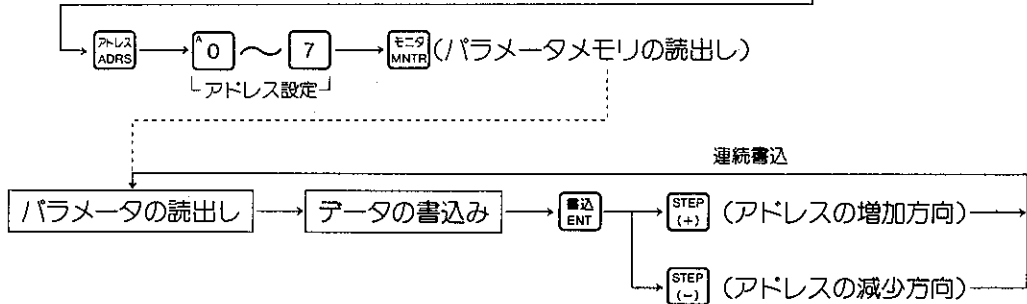 アドレス ADRS A 0 ～ 7 モニタ MNTR (パラメータメモリの読出し)
アドレス設定
連続書込
パラメータの読出し データの書込み 書込 ENT STEP (+) (アドレスの増加方向)
STEP (-) (アドレスの減少方向)